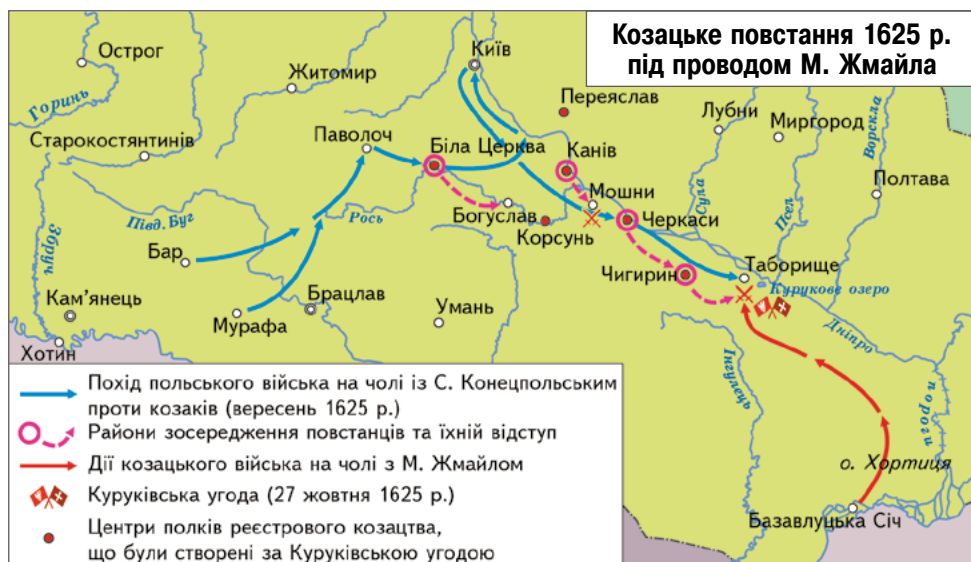 Козацьке повстання 1625 р.
під проводом М. Жмайла
Острог
Київ
Житомир
Переяслав
Лубни
Миргород
Ворскла
Горинь
Старокостянтинів
Паволоч
Біла Церква
Канів
Мошни
Сула
Псел
Полтава
Півд. Буг
Рось
Богуслав
Корсунь
Черкаси
Збруч
Бар
Чигирин
Таборище
Курукове озеро
Кам'янець
Брацлав
Умань
Мурафа
Дніпро
Хотин
Інгулець
пороги
о. Хортиця
Базавлуцька Січ
Похід польського війська на чолі із С. Конецпольським
проти козаків (вересень 1625 р.)
Райони зосередження повстанців та їхній відступ
Дії козацького війська на чолі з М. Жмайлом
Куруківська угода (27 жовтня 1625 р.)
Центри полків реєстрового козацтва,
що були створені за Куруківською угодою